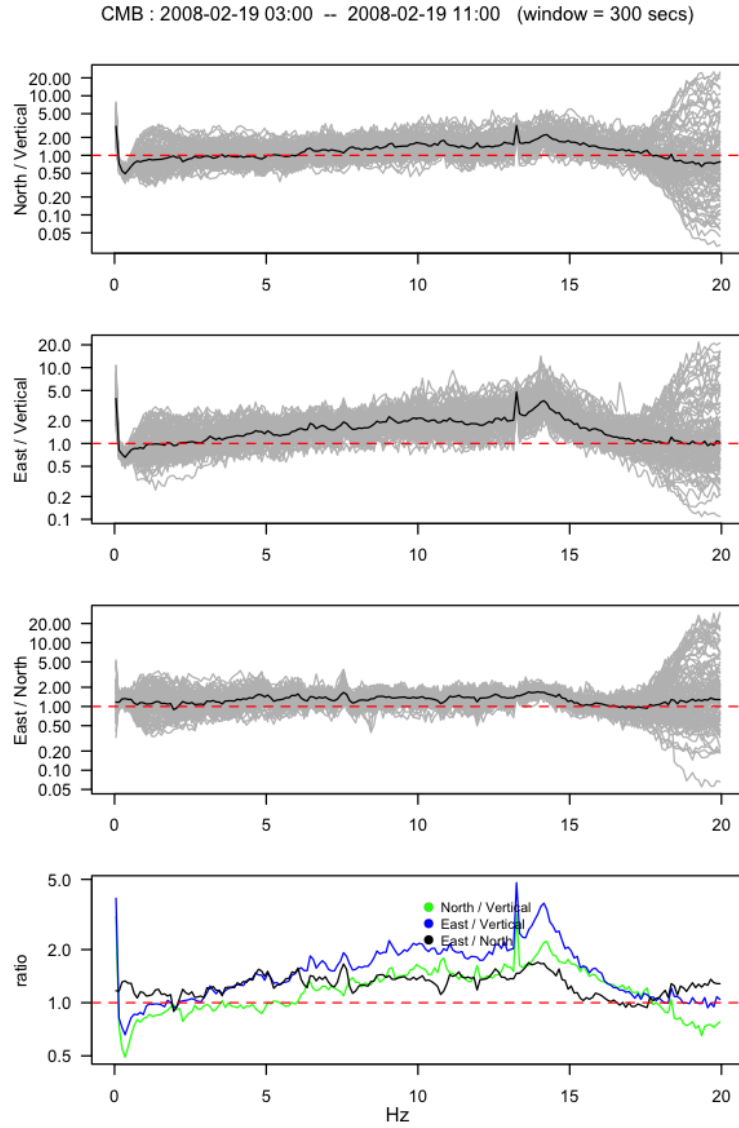 CMB : 2008-02-19 03:00 -- 2008-02-19 11:00 (window = 300 secs)
North / Vertical
20.00
10.00
5.00
2.00
1.00
0.50
0.20
0.10
0.05
0 5 10 15 20
East / Vertical
20.0
10.0
5.0
2.0
1.0
0.5
0.2
0.1
0 5 10 15 20
East / North
20.00
10.00
5.00
2.00
1.00
0.50
0.20
0.10
0.05
0 5 10 15 20
ratio
5.0
2.0
1.0
0.5
North / Vertical
East / Vertical
East / North
0 5 10 15 20
Hz